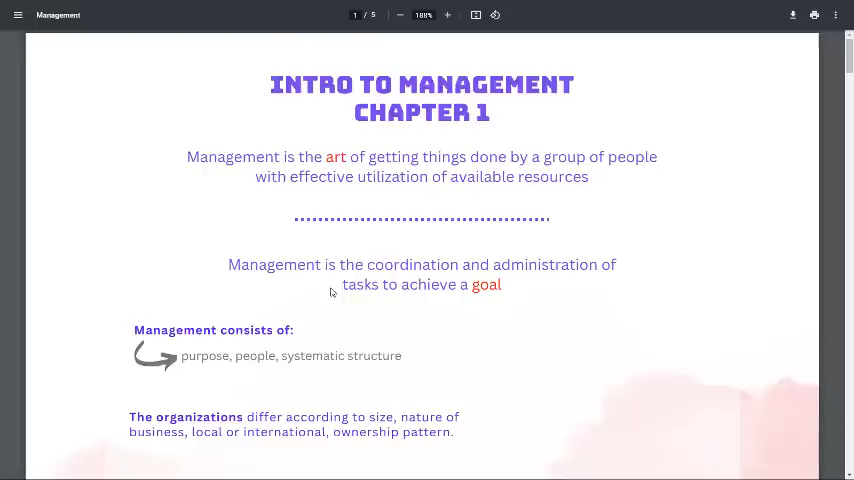 Management
1 / 5
188%
INTRO TO MANAGEMENT
CHAPTER 1
Management is the art of getting things done by a group of people
with effective utilization of available resources
Management is the coordination and administration of
tasks to achieve a goal
Management consists of:
purpose, people, systematic structure
The organizations differ according to size, nature of
business, local or international, ownership pattern.